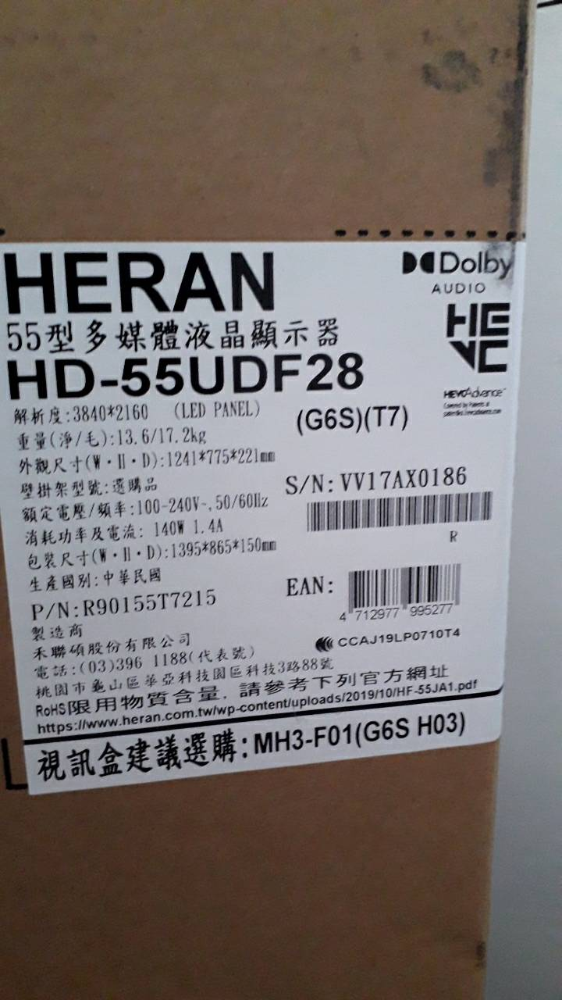 HERAN
Dolby
AUDIO
55型多媒體液晶顯示器
HE
VC
HD-55UDF28
HEVC Advance™
解析度:3840*2160 (LED PANEL)
(G6S)(T7)
重量(淨/毛):13.6/17.2kg
外觀尺寸(W·H·D):1241*775*221mm
壁掛架型號:選購品
S/N:VV17AX0186
額定電壓/頻率:100-240V~,50/60Hz
消耗功率及電流: 140W 1.4A
R
包裝尺寸(W·H·D):1395*865*150mm
生產國別:中華民國
EAN:
4 712977 995277
P/N:R90155T7215
CCAJ19LP0710T4
製造商
禾聯碩股份有限公司
電話:(03)396 1188(代表號)
桃園市龜山區華亞科技園區科技3路88號
RoHS限用物質含量, 請參考下列官方網址
https://www.heran.com.tw/wp-content/uploads/2019/10/HF-55JA1.pdf
視訊盒建議選購:MH3-F01(G6S H03)